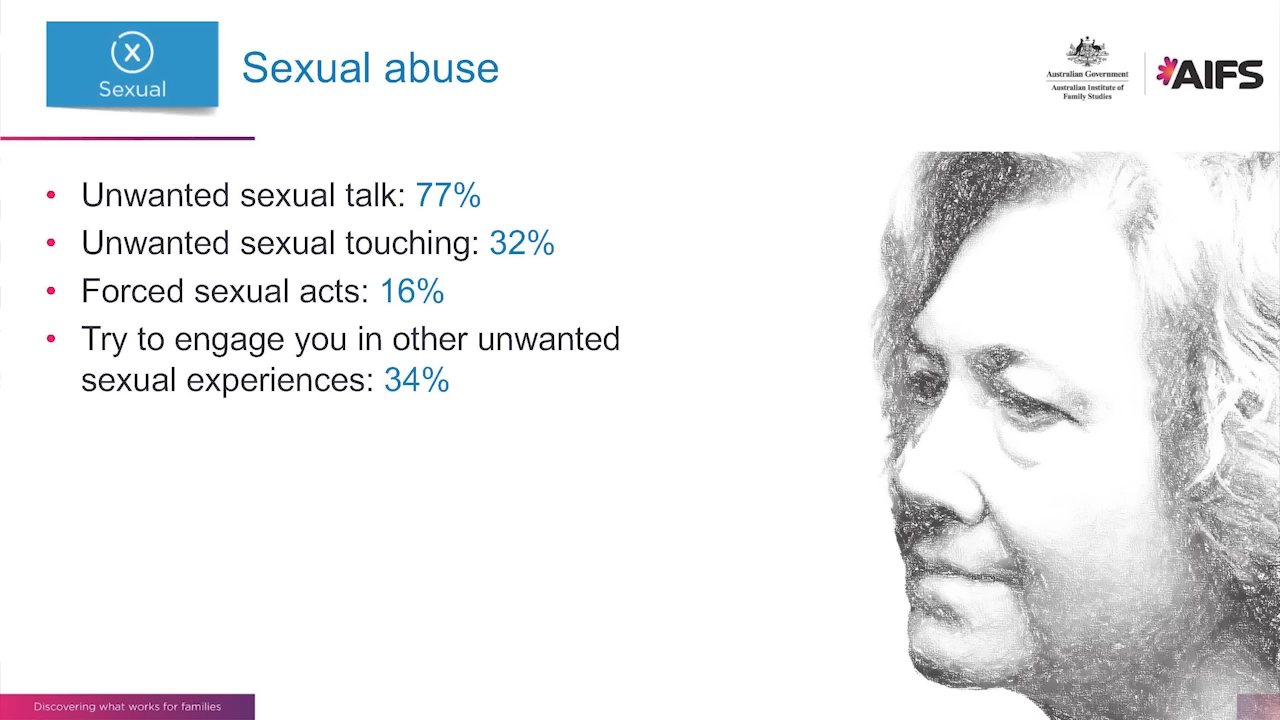 X
Sexual
Sexual abuse
Australian Government
Australian Institute of
Family Studies
AIFS
• Unwanted sexual talk: 77%
• Unwanted sexual touching: 32%
• Forced sexual acts: 16%
• Try to engage you in other unwanted
sexual experiences: 34%
Discovering what works for families